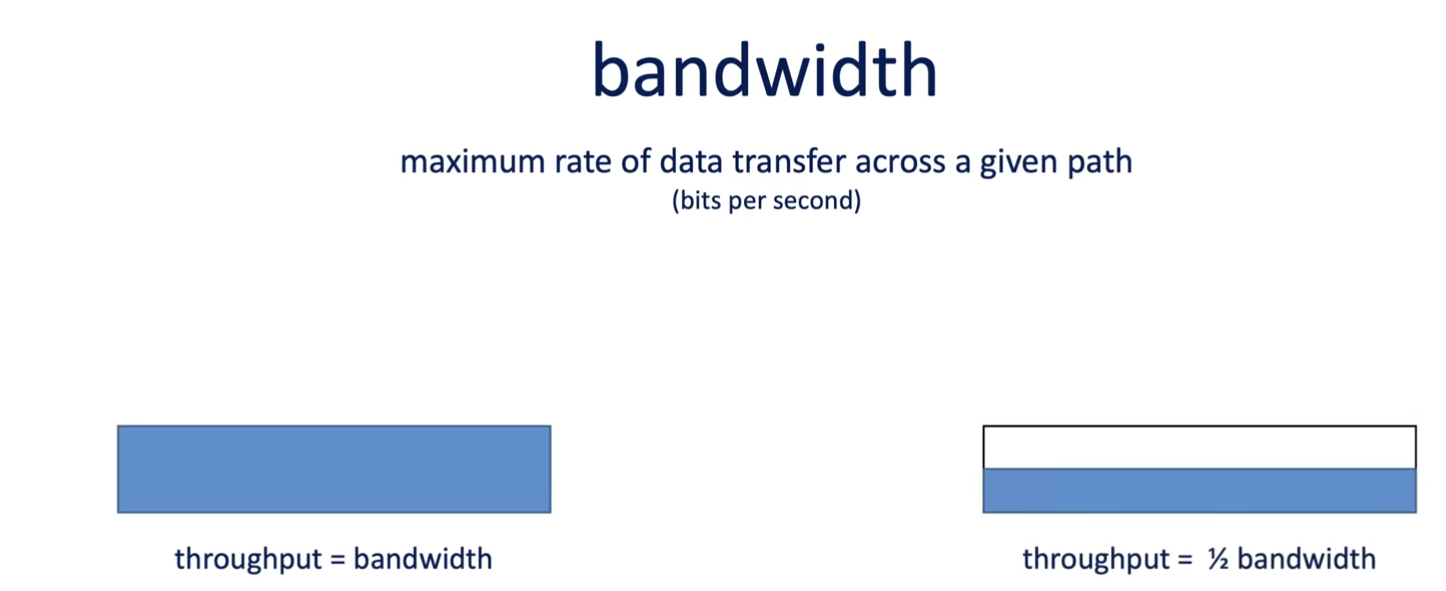 bandwidth
maximum rate of data transfer across a given path
(bits per second)
throughput = bandwidth
throughput = ½ bandwidth